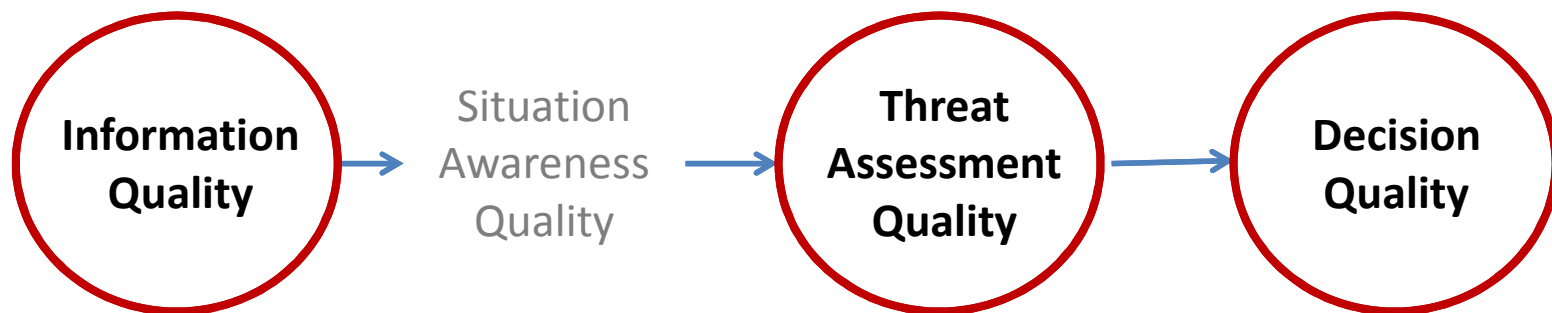 Information
Quality
Situation
Awareness
Quality
Threat
Assessment
Quality
Decision
Quality